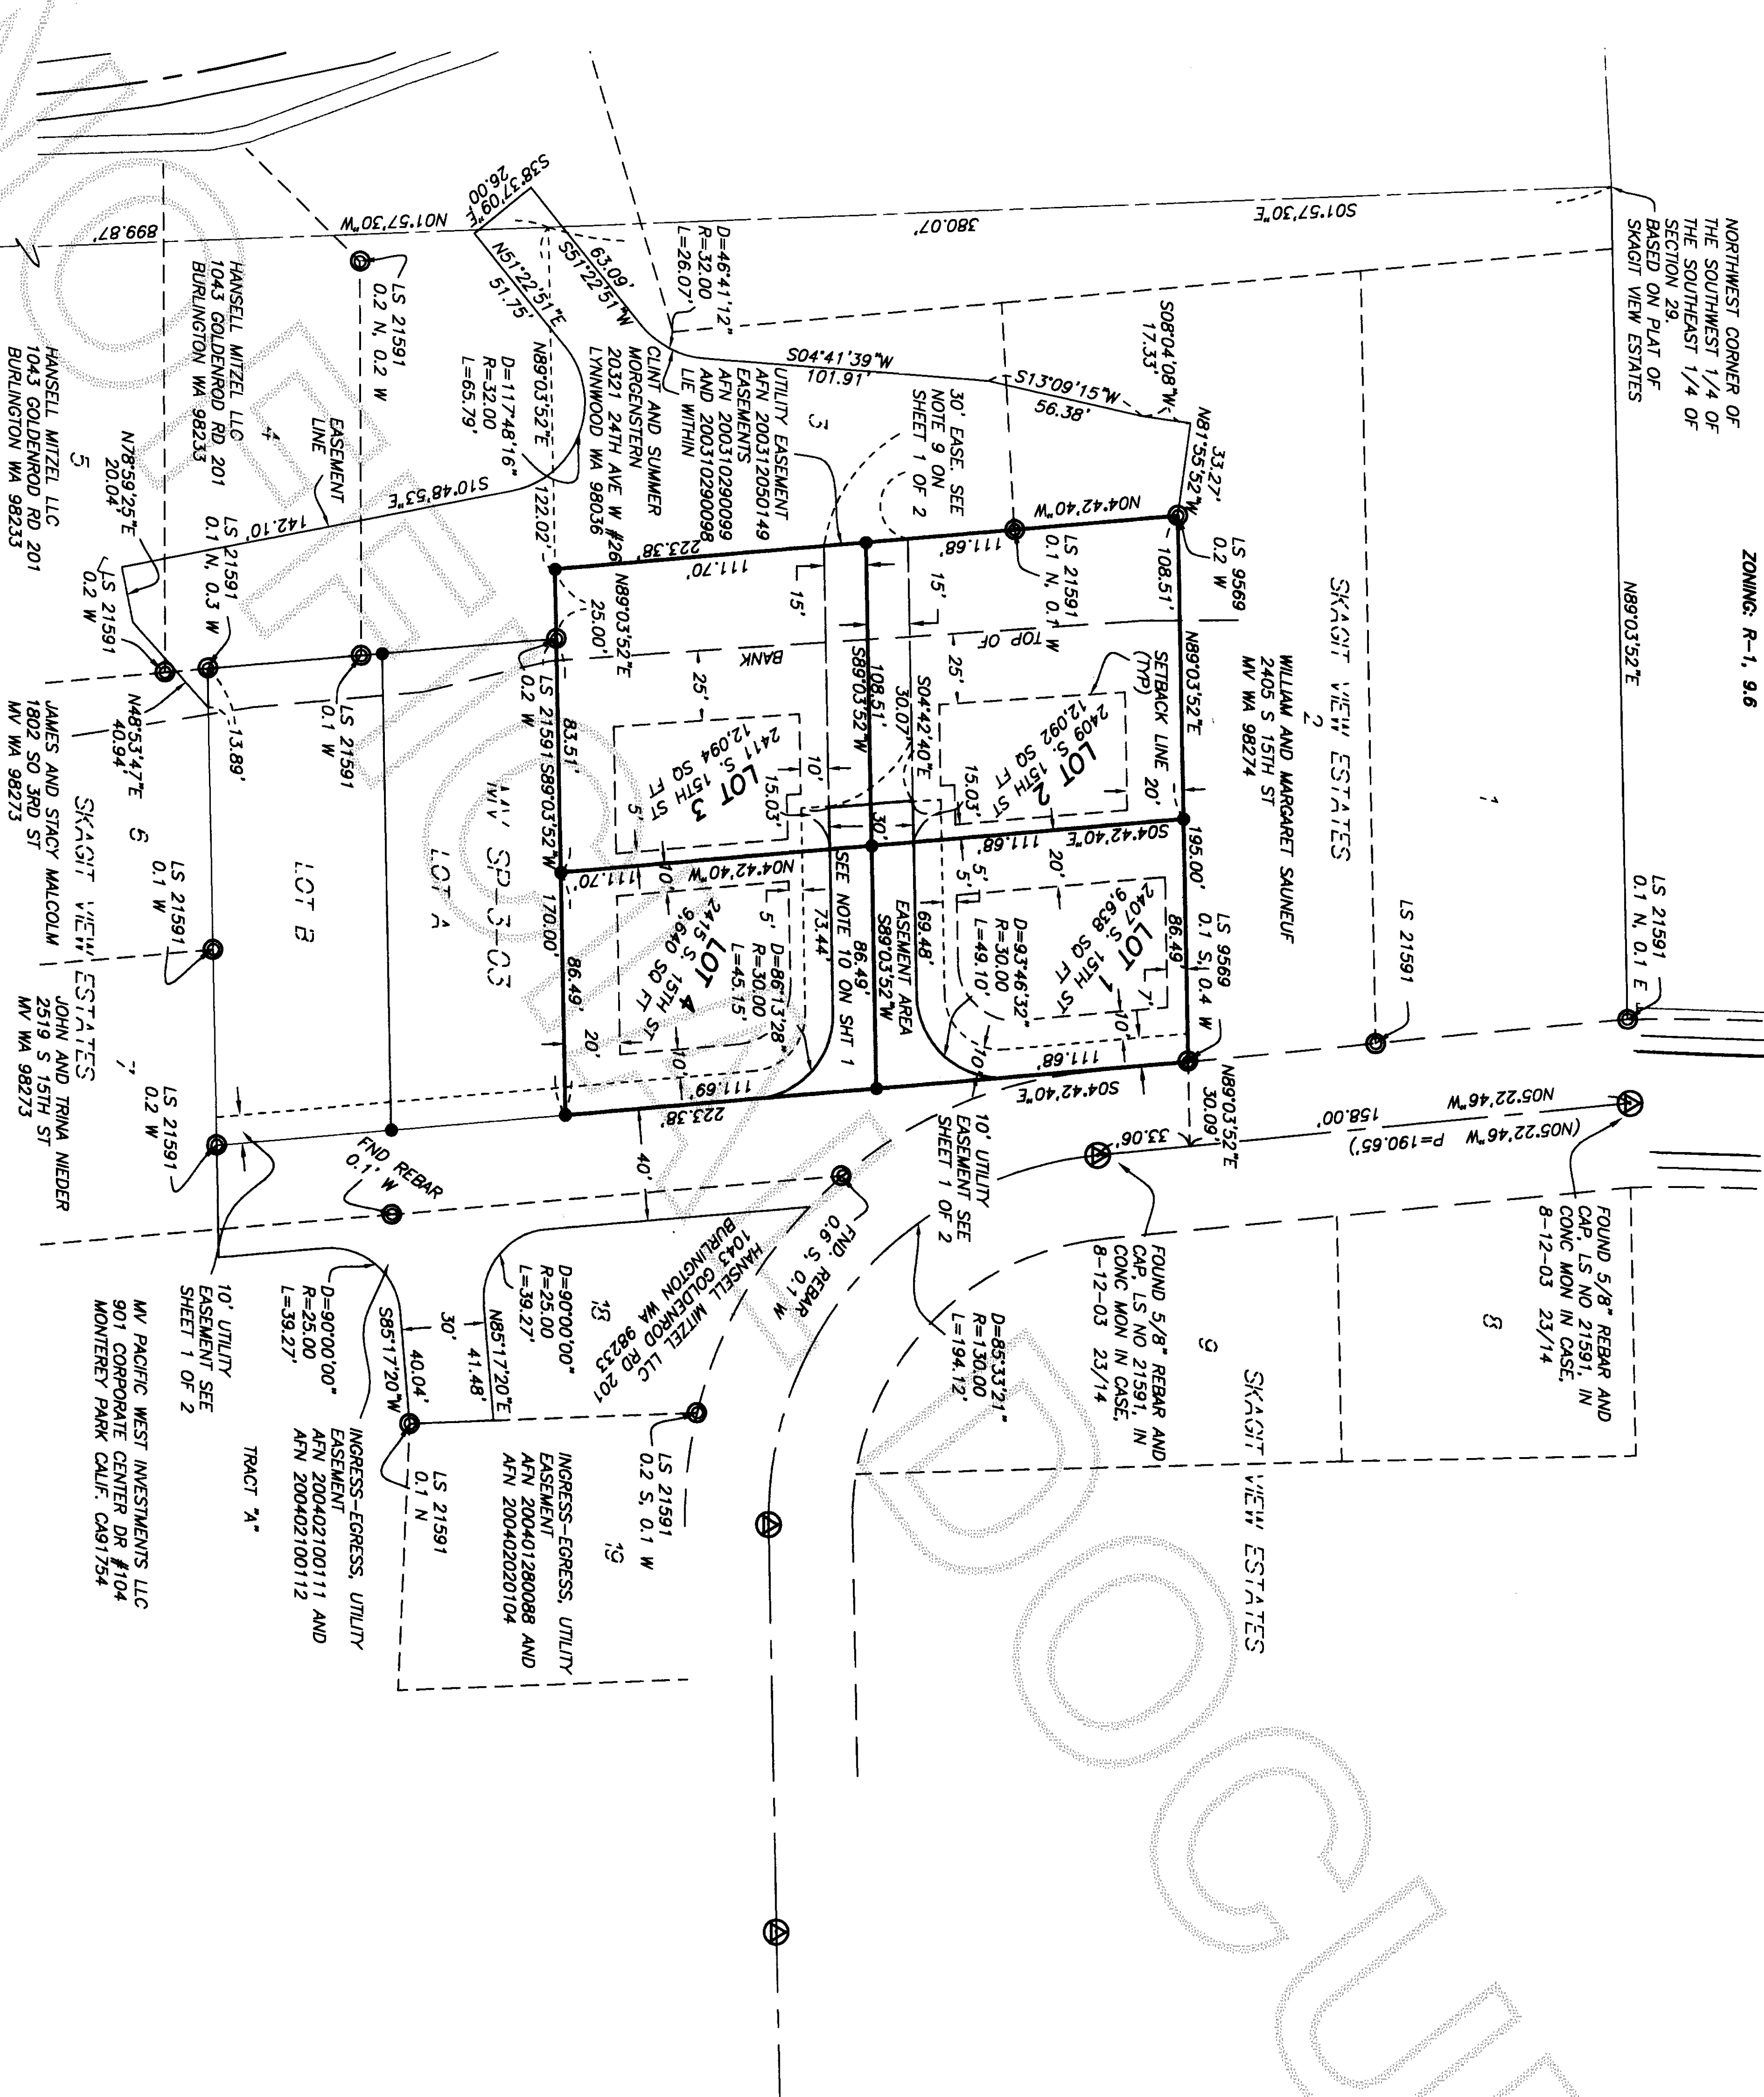 ZONING: R-1, 9.6
NORTHWEST CORNER OF
THE SOUTHWEST 1/4 OF
THE SOUTHEAST 1/4 OF
SECTION 29.
BASED ON PLAT OF
SKAGIT VIEW ESTATES
N89°03'52"E
LS 21591
0.1 N, 0.1 E
S01°57'30"E
380.07'
N01°57'30"W
899.87'
1
LS 21591
SKAGIT VIEW ESTATES
2
WILLIAM AND MARGARET SAUNEUF
2405 S 15TH ST
MV WA 98274
N05°22'46"W
158.00'
(N05°22'46"W P=190.65')
33.06'
N89°03'52"E
30.09'
FOUND 5/8" REBAR AND
CAP, LS NO 21591, IN
CONC MON IN CASE,
8-12-03 23/14
FOUND 5/8" REBAR AND
CAP, LS NO 21591, IN
CONC MON IN CASE,
8-12-03 23/14
8
9
SKAGIT VIEW ESTATES
D=85°33'21"
R=130.00
L=194.12'
S08°04'08"W
17.33'
N81°55'52"W
33.27'
S13°09'15"W
56.38'
S04°41'39"W
101.91'
LS 9569
0.2 W
108.51'
N89°03'52"E
195.00'
86.49'
LS 9569
0.1 S, 0.4 W
N04°42'40"W
LS 21591
0.1 N, 0.1 W
111.68'
223.38'
111.70'
30' EASE. SEE
NOTE 9 ON
SHEET 1 OF 2
15'
15'
TOP OF
BANK
25'
25'
SETBACK LINE
(TYP)
20'
LOT 2
2409 S. 15TH ST
12,092 SQ FT
15.03'
S04°42'40"E
30.07'
108.51'
S89°03'52"W
S04°42'40"E
111.68'
20'
5'
5'
LOT 1
2407 S. 15TH ST
9,638 SQ FT
7'
10'
D=93°46'32"
R=30.00
L=49.10'
10'
111.68'
S04°42'40"E
69.48'
EASEMENT AREA
86.49'
S89°03'52"W
30'
SEE NOTE 10 ON SHT 1
73.44'
LOT 3
2411 S. 15TH ST
12,094 SQ FT
10'
15.03'
5'
10'
N04°42'40"W
111.70'
LOT 4
2415 S. 15TH ST
9,640 SQ FT
5'
D=86°13'28"
R=30.00
L=45.15'
10'
10'
20'
111.69'
223.38'
40'
10' UTILITY
EASEMENT SEE
SHEET 1 OF 2
D=46°41'12"
R=32.00
L=26.07'
63.09'
S51°22'51"W
S38°37'09"E
26.00'
N51°22'51"E
51.75'
UTILITY EASEMENT
AFN 200312050149
EASEMENTS
AFN 200310290099
AND 200310290098
LIE WITHIN
3
CLINT AND SUMMER
MORGENSTERN
20321 24TH AVE W #26
LYNNWOOD WA 98036
D=117°48'16"
R=32.00
L=65.79'
N89°03'52"E 122.02'
N89°03'52"E
25.00'
LS 21591
0.2 W
83.51'
S89°03'52"W
170.00'
86.49'
S10°48'53"E
142.10'
EASEMENT
LINE
LS 21591
0.2 N, 0.2 W
HANSELL MITZEL LLC
1043 GOLDENROD RD 201
BURLINGTON WA 98233
4
LS 21591
0.1 N, 0.3 W
LS 21591
0.1 W
N78°59'25"E
20.04'
5
HANSELL MITZEL LLC
1043 GOLDENROD RD 201
BURLINGTON WA 98233
LS 21591
0.2 W
N48°53'47"E
40.94'
13.89'
MV SP-3-03
LOT A
LOT B
6
SKAGIT VIEW ESTATES
JAMES AND STACY MALCOLM
1802 SO 3RD ST
MV WA 98273
LS 21591
0.1 W
7
JOHN AND TRINA NIEDER
2519 S 15TH ST
MV WA 98273
LS 21591
0.2 W
FND REBAR
0.1' W
FND. REBAR
0.6 S, 0.1 W
HANSELL MITZEL LLC
1043 GOLDENROD RD 201
BURLINGTON WA 98233
18
D=90°00'00"
R=25.00
L=39.27'
N85°17'20"E
41.48'
30'
40.04'
S85°17'20"W
D=90°00'00"
R=25.00
L=39.27'
LS 21591
0.2 S, 0.1 W
19
INGRESS-EGRESS, UTILITY
EASEMENT
AFN 200401280088 AND
AFN 200402020104
LS 21591
0.1 N
INGRESS-EGRESS, UTILITY
EASEMENT
AFN 200402100111 AND
AFN 200402100112
TRACT "A"
10' UTILITY
EASEMENT SEE
SHEET 1 OF 2
MV PACIFIC WEST INVESTMENTS LLC
901 CORPORATE CENTER DR #104
MONTEREY PARK CALIF. CA91754